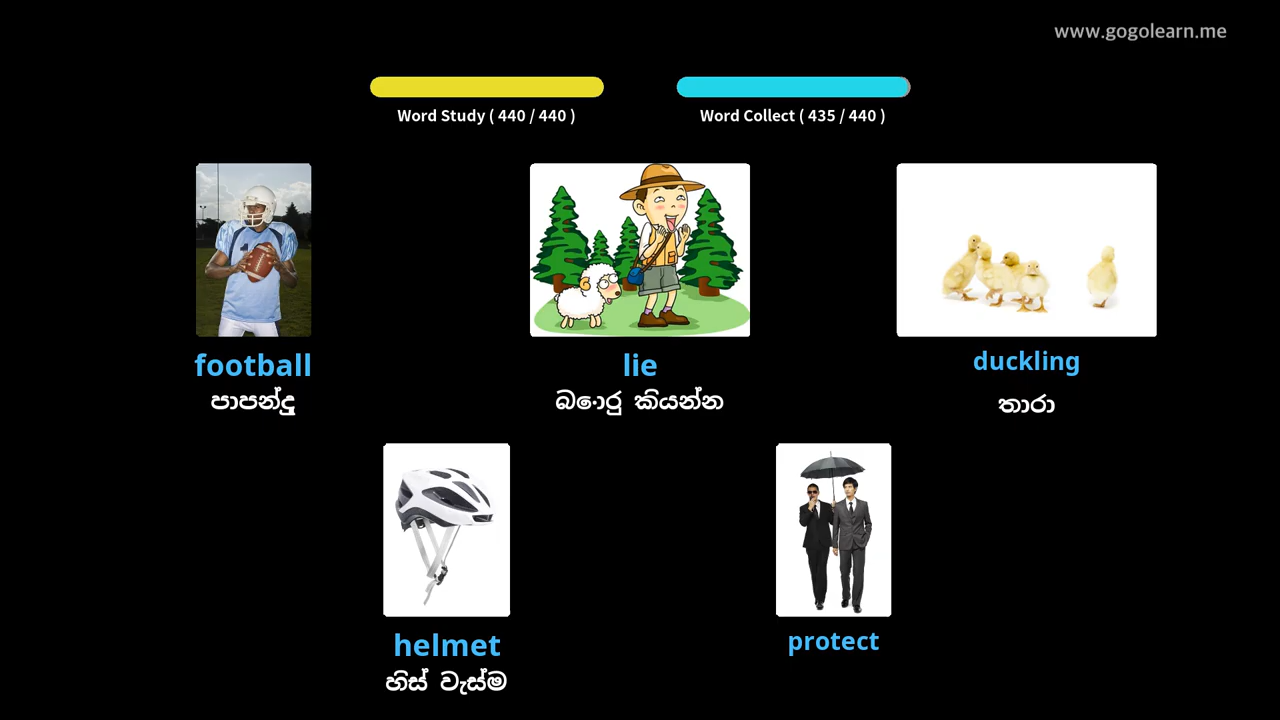 www.gogolearn.me
Word Study ( 440 / 440 )
Word Collect ( 435 / 440 )
football
lie
duckling
පාපන්දු
බොරු කියන්න
තාරා
helmet
protect
හිස් වැස්ම